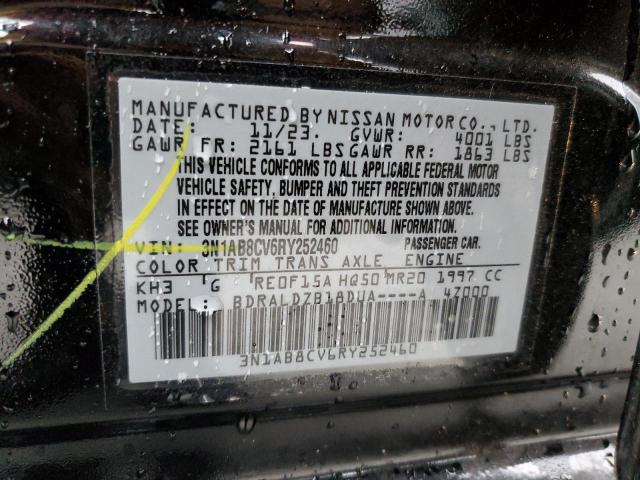 MANUFACTURED BY NISSAN MOTOR CO., LTD.
DATE: 11/23. GVWR: 4001 LBS
GAWR FR: 2161 LBS GAWR RR: 1863 LBS
THIS VEHICLE CONFORMS TO ALL APPLICABLE FEDERAL MOTOR
VEHICLE SAFETY, BUMPER AND THEFT PREVENTION STANDARDS
IN EFFECT ON THE DATE OF MANUFACTURE SHOWN ABOVE.
SEE OWNER'S MANUAL FOR ADDITIONAL INFORMATION.
VIN: 3N1AB8CV6RY252460 PASSENGER CAR.
COLOR TRIM TRANS AXLE ENGINE
KH3 G RE0F15A HQ50 MR20 1997 CC
MODEL: BDRALDZB18DUA----A 47000
3N1AB8CV6RY252460